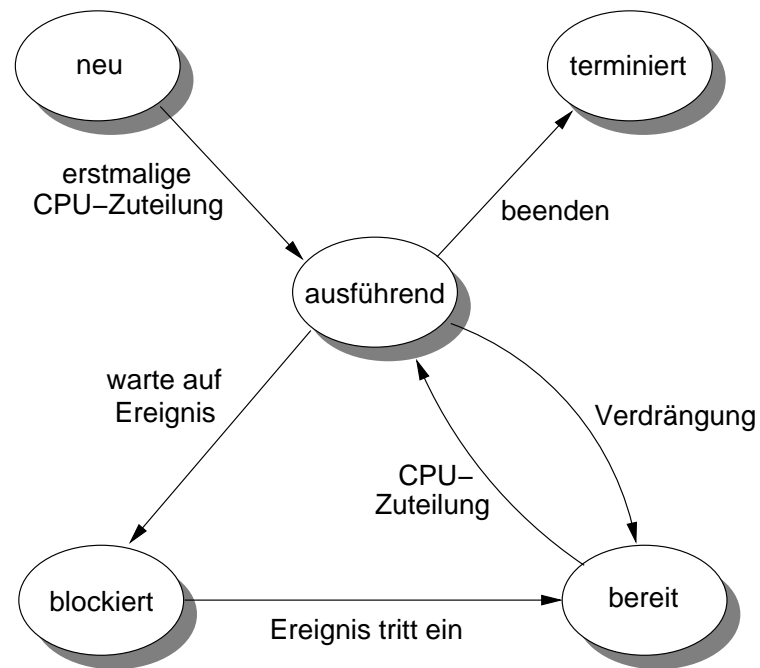 neu
terminiert
erstmalige
CPU−Zuteilung
beenden
ausführend
warte auf
Ereignis
Verdrängung
CPU−
Zuteilung
blockiert
bereit
Ereignis tritt ein